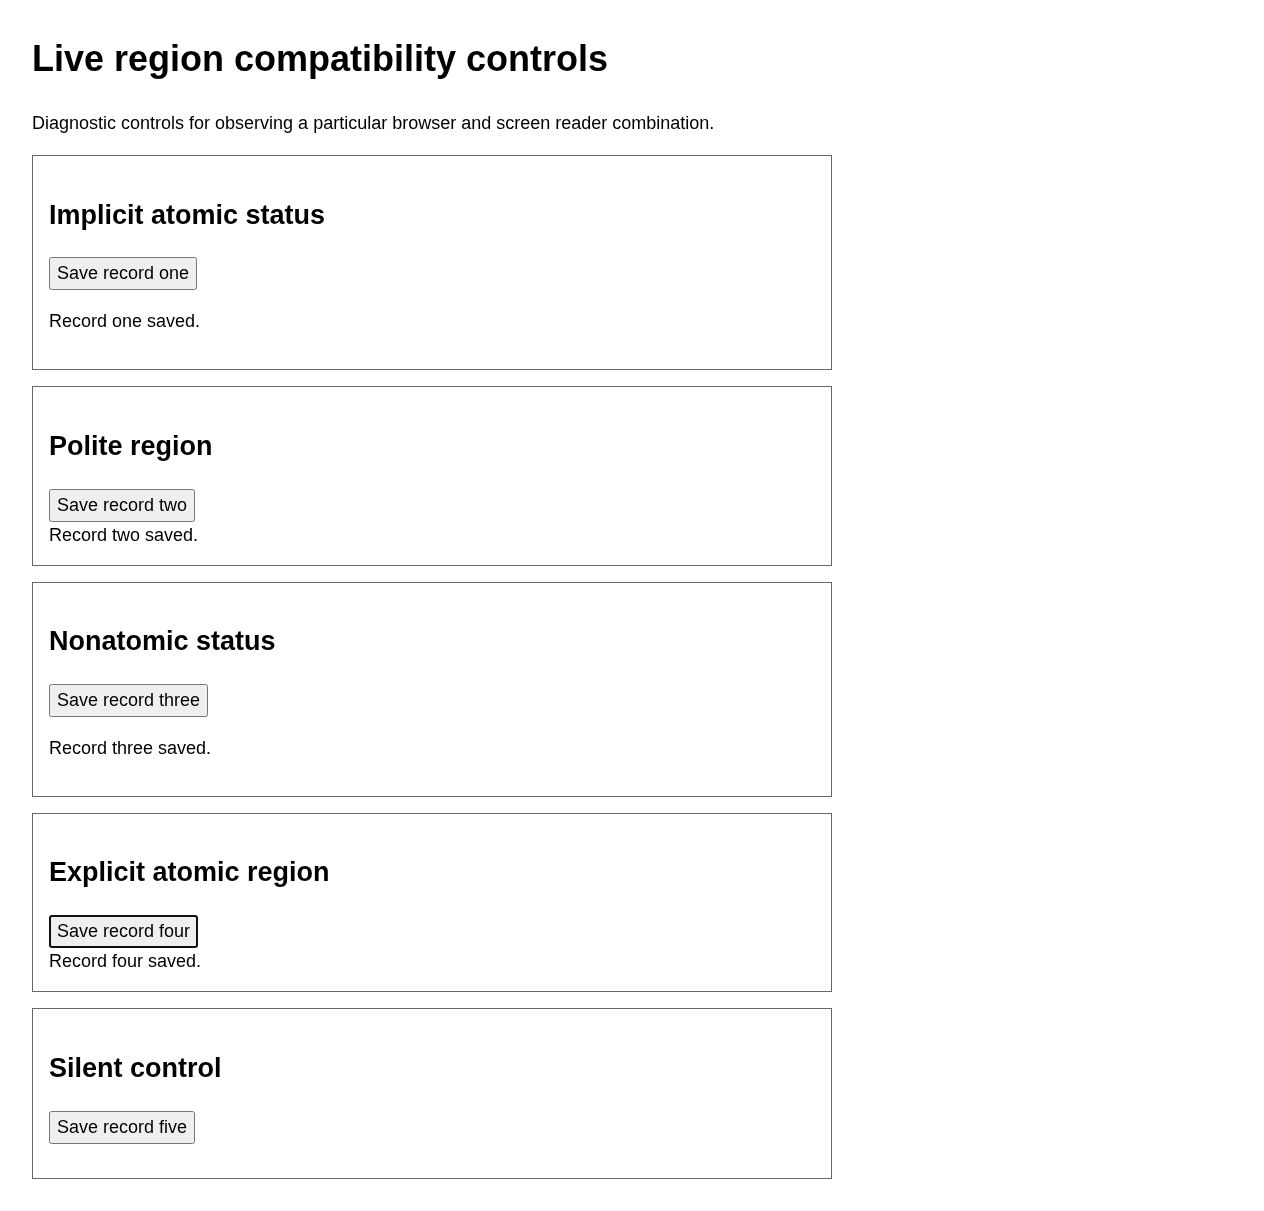 Live region compatibility controls
Diagnostic controls for observing a particular browser and screen reader combination.
Implicit atomic status
Save record one
Record one saved.
Polite region
Save record two
Record two saved.
Nonatomic status
Save record three
Record three saved.
Explicit atomic region
Save record four
Record four saved.
Silent control
Save record five